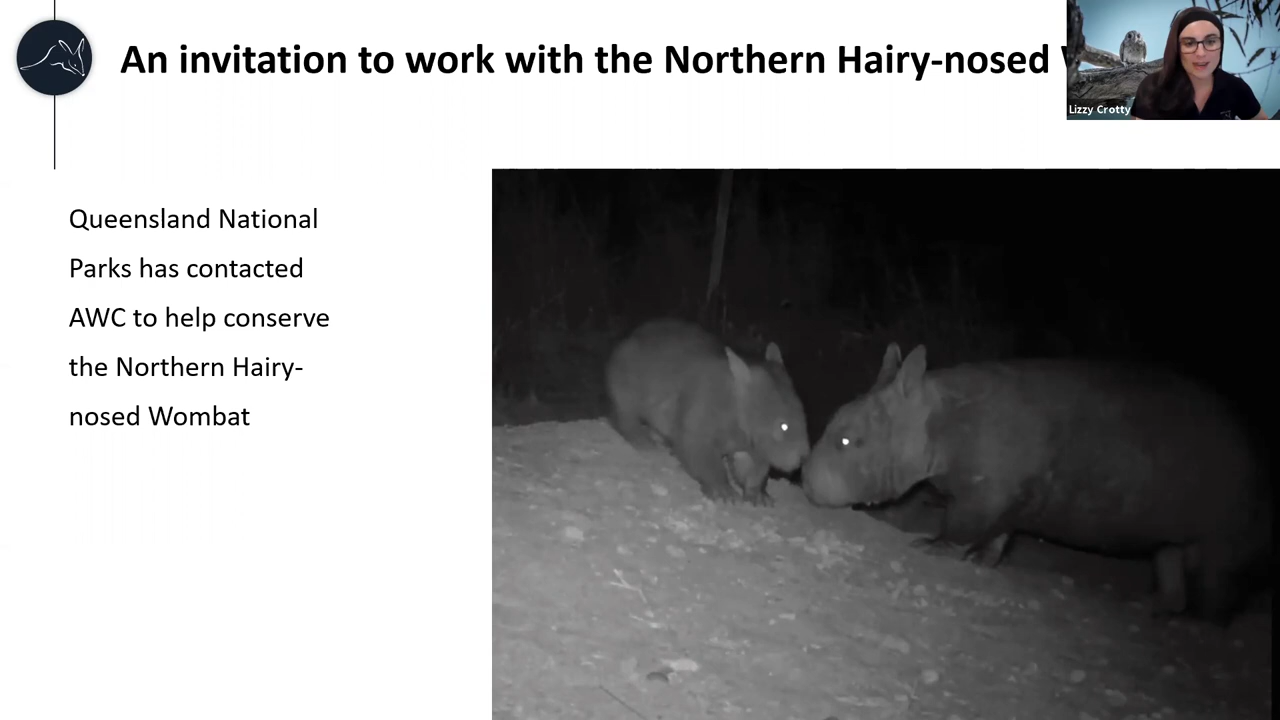 An invitation to work with the Northern Hairy-nosed
Lizzy Crotty
Queensland National
Parks has contacted
AWC to help conserve
the Northern Hairy-
nosed Wombat